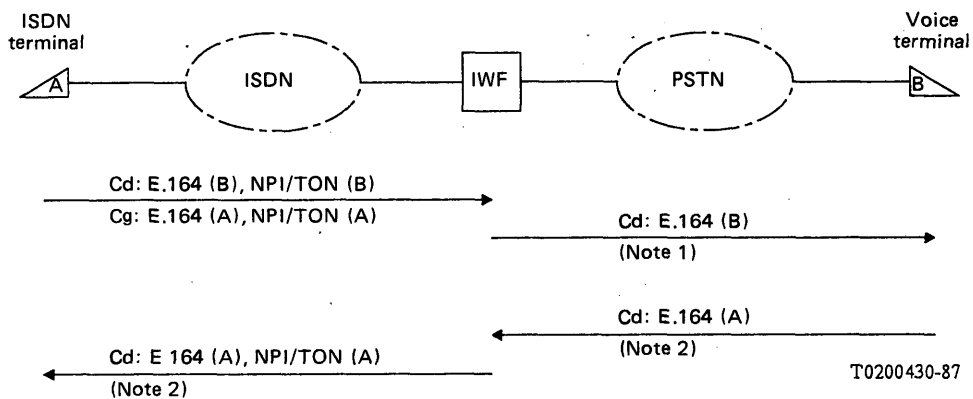 ISDN
terminal
Voice
terminal
A
ISDN
IWF
PSTN
B
Cd: E.164 (B), NPI/TON (B)
Cg: E.164 (A), NPI/TON (A)
Cd: E.164 (B)
(Note 1)
Cd: E.164 (A)
(Note 2)
Cd: E 164 (A), NPI/TON (A)
(Note 2)
T0200430-87